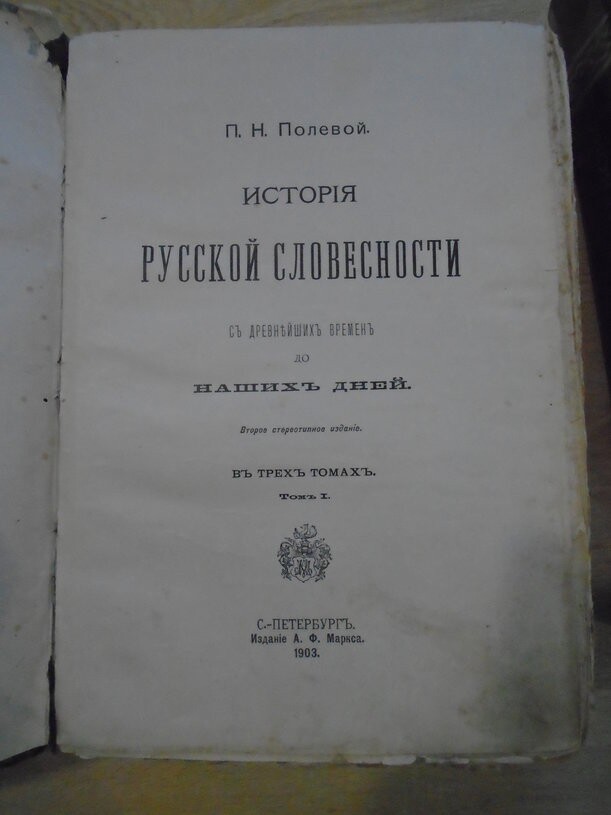 П. Н. Полевой.
ИСТОРІЯ
РУССКОЙ СЛОВЕСНОСТИ
СЪ ДРЕВНѢЙШИХЪ ВРЕМЕНЪ
ДО
НАШИХЪ ДНЕЙ.
Второе стереотипное изданіе.
ВЪ ТРЕХЪ ТОМАХЪ.
Томъ I.
С.-ПЕТЕРБУРГЪ.
Изданіе А. Ф. Маркса.
1903.